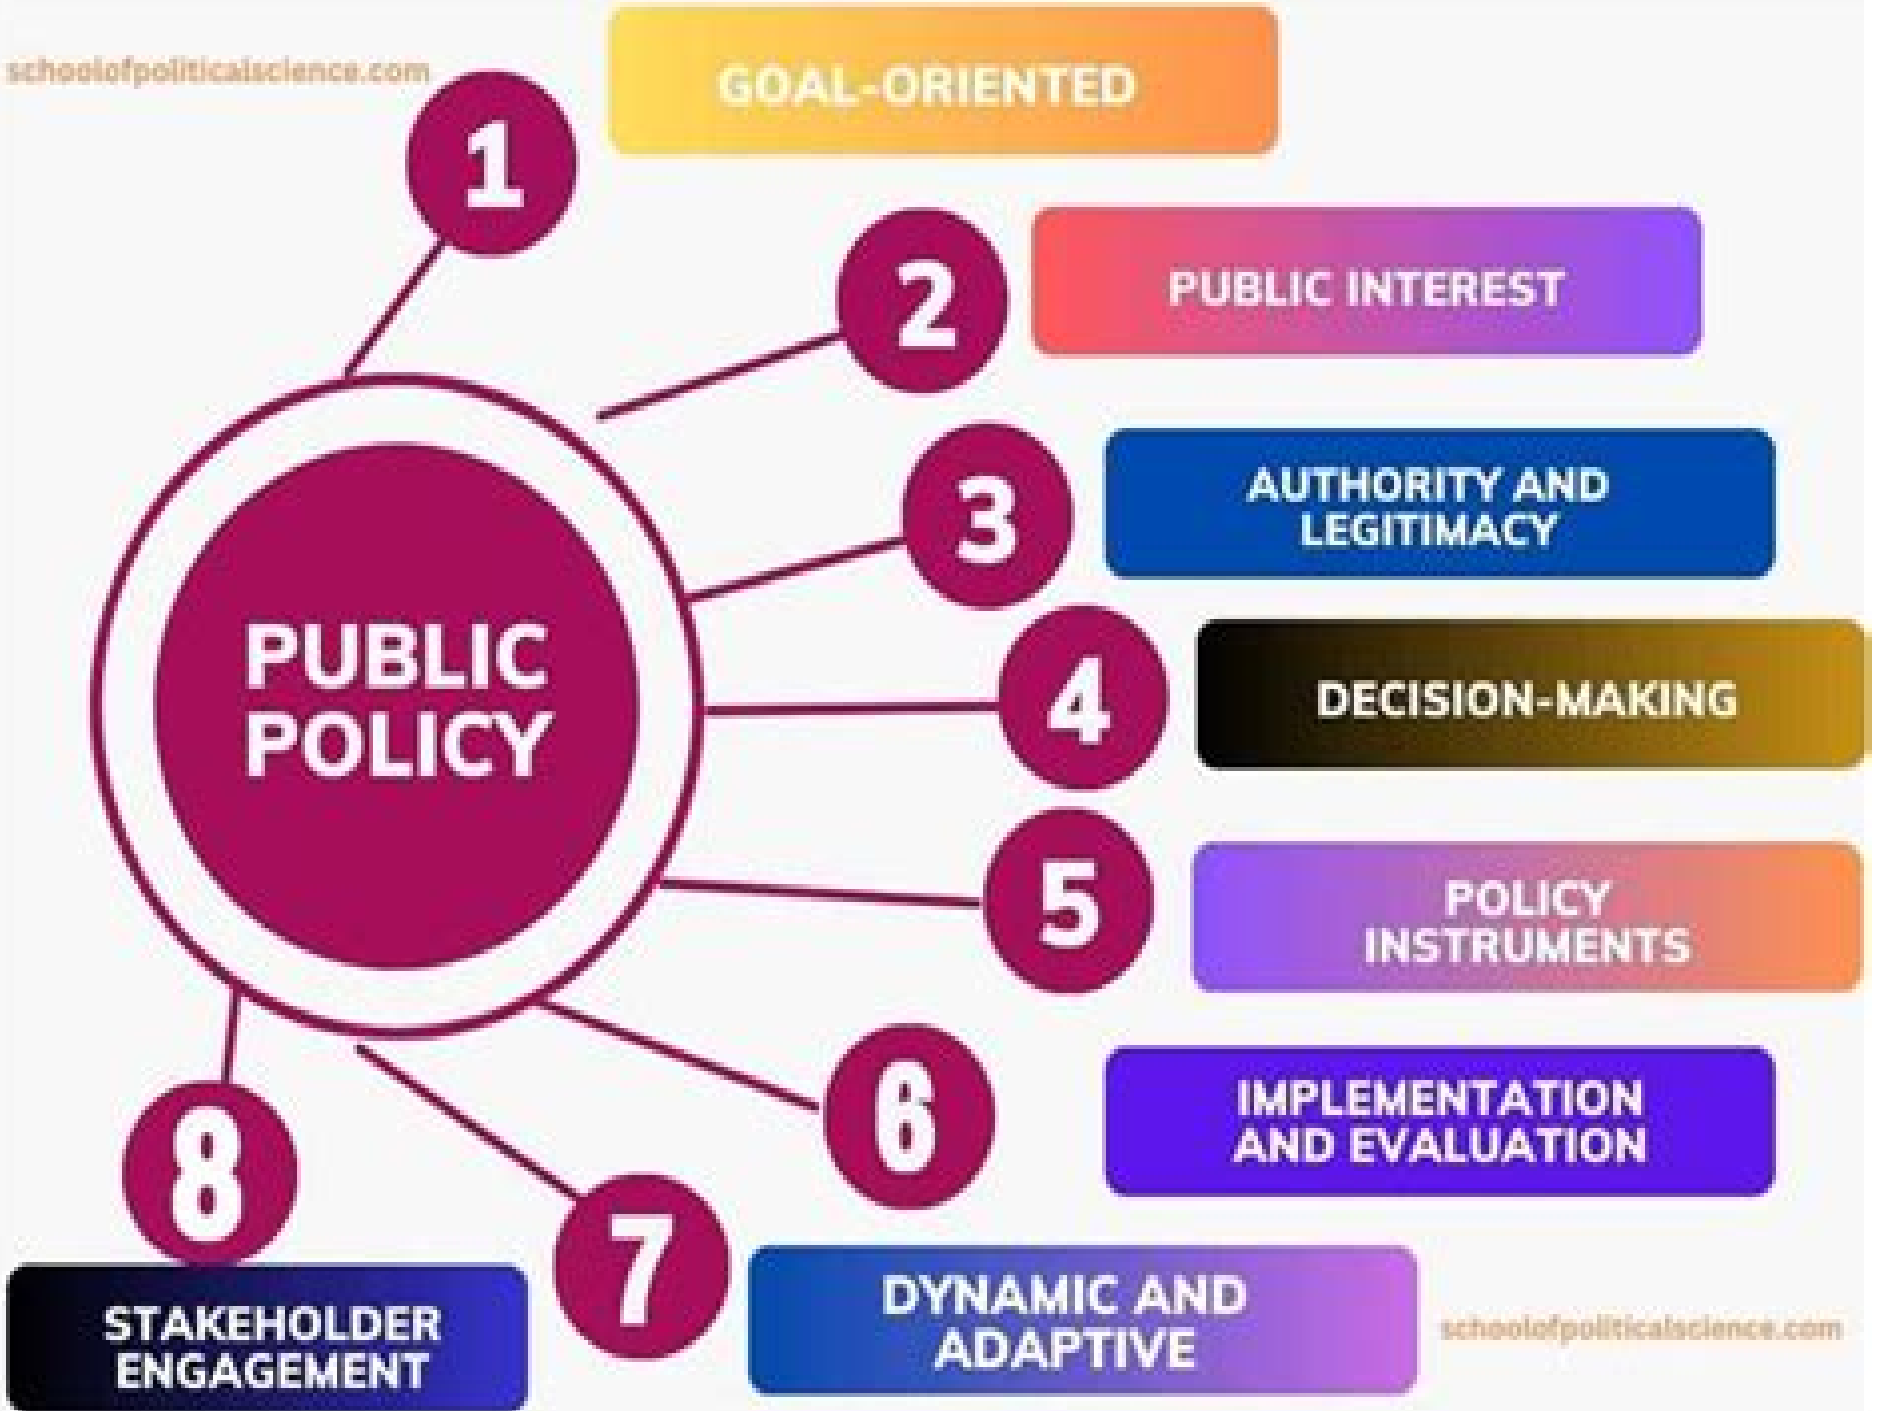 schoolofpoliticalscience.com
1
GOAL-ORIENTED
2
PUBLIC INTEREST
3
AUTHORITY AND
LEGITIMACY
PUBLIC
POLICY
4
DECISION-MAKING
5
POLICY
INSTRUMENTS
6
IMPLEMENTATION
AND EVALUATION
7
DYNAMIC AND
ADAPTIVE
8
STAKEHOLDER
ENGAGEMENT
schoolofpoliticalscience.com